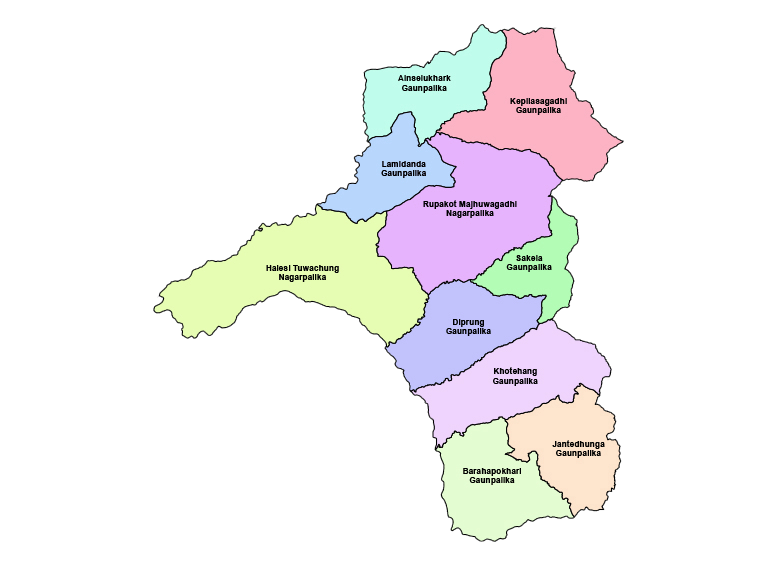 Ainselukhark
Gaunpalika
Kepilasagadhi
Gaunpalika
Lamidanda
Gaunpalika
Rupakot Majhuwagadhi
Nagarpalika
Sakela
Gaunpalika
Halesi Tuwachung
Nagarpalika
Diprung
Gaunpalika
Khotehang
Gaunpalika
Jantedhunga
Gaunpalika
Barahapokhari
Gaunpalika